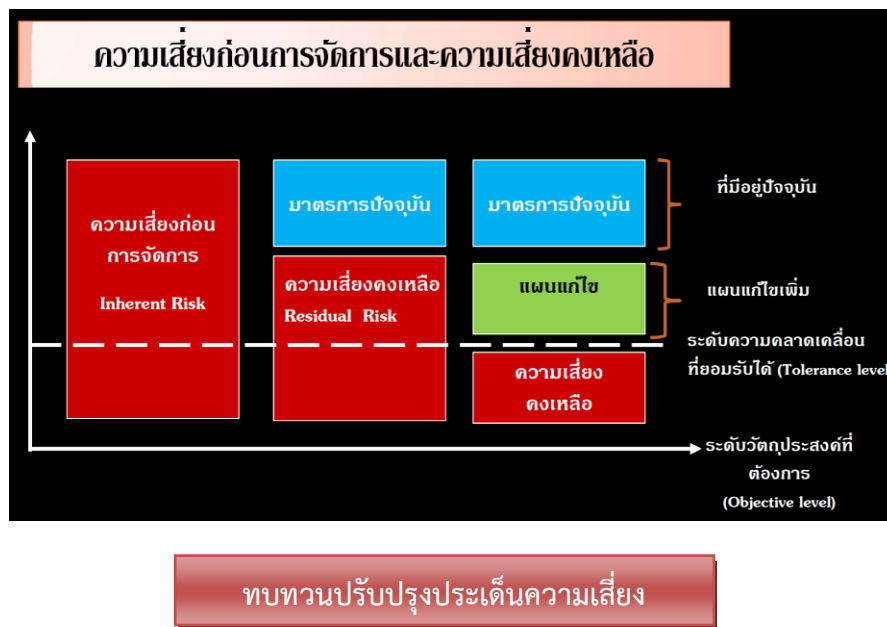 ความเสี่ยงก่อนการจัดการและความเสี่ยงคงเหลือ
ความเสี่ยงก่อน
การจัดการ
Inherent Risk
มาตรการปัจจุบัน
ความเสี่ยงคงเหลือ
Residual Risk
มาตรการปัจจุบัน
แผนแก้ไข
ความเสี่ยง
คงเหลือ
ที่มีอยู่ปัจจุบัน
แผนแก้ไขเพิ่ม
ระดับความคลาดเคลื่อน
ที่ยอมรับได้ (Tolerance level
ระดับวัตถุประสงค์ที่
ต้องการ
(Objective level)
ทบทวนปรับปรุงประเด็นความเสี่ยง